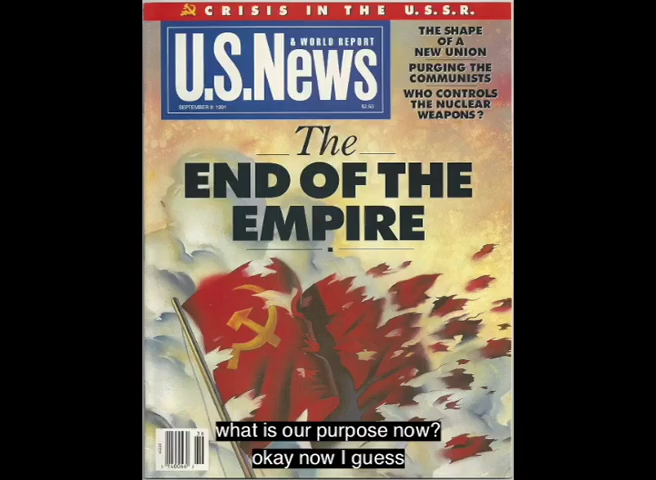 CRISIS IN THE U.S.S.R.
THE SHAPE
OF A
NEW UNION
PURGING THE
COMMUNISTS
WHO CONTROLS
THE NUCLEAR
WEAPONS?
& WORLD REPORT
U.S.News
SEPTEMBER 9, 1991
$2.50
The
END OF THE
EMPIRE
what is our purpose now?
okay now I guess